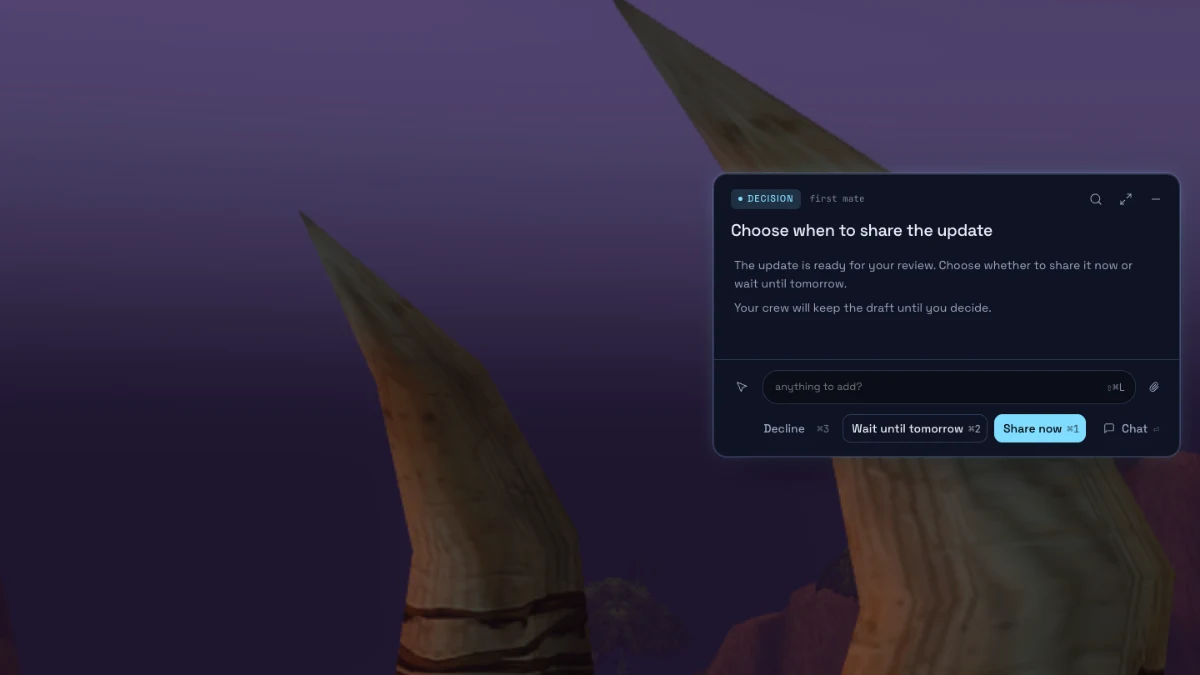 DECISION first mate
Choose when to share the update
The update is ready for your review. Choose whether to share it now or
wait until tomorrow.
Your crew will keep the draft until you decide.
anything to add? ⇧⌘L
Decline ⌘3 Wait until tomorrow ⌘2 Share now ⌘1 Chat ⏎